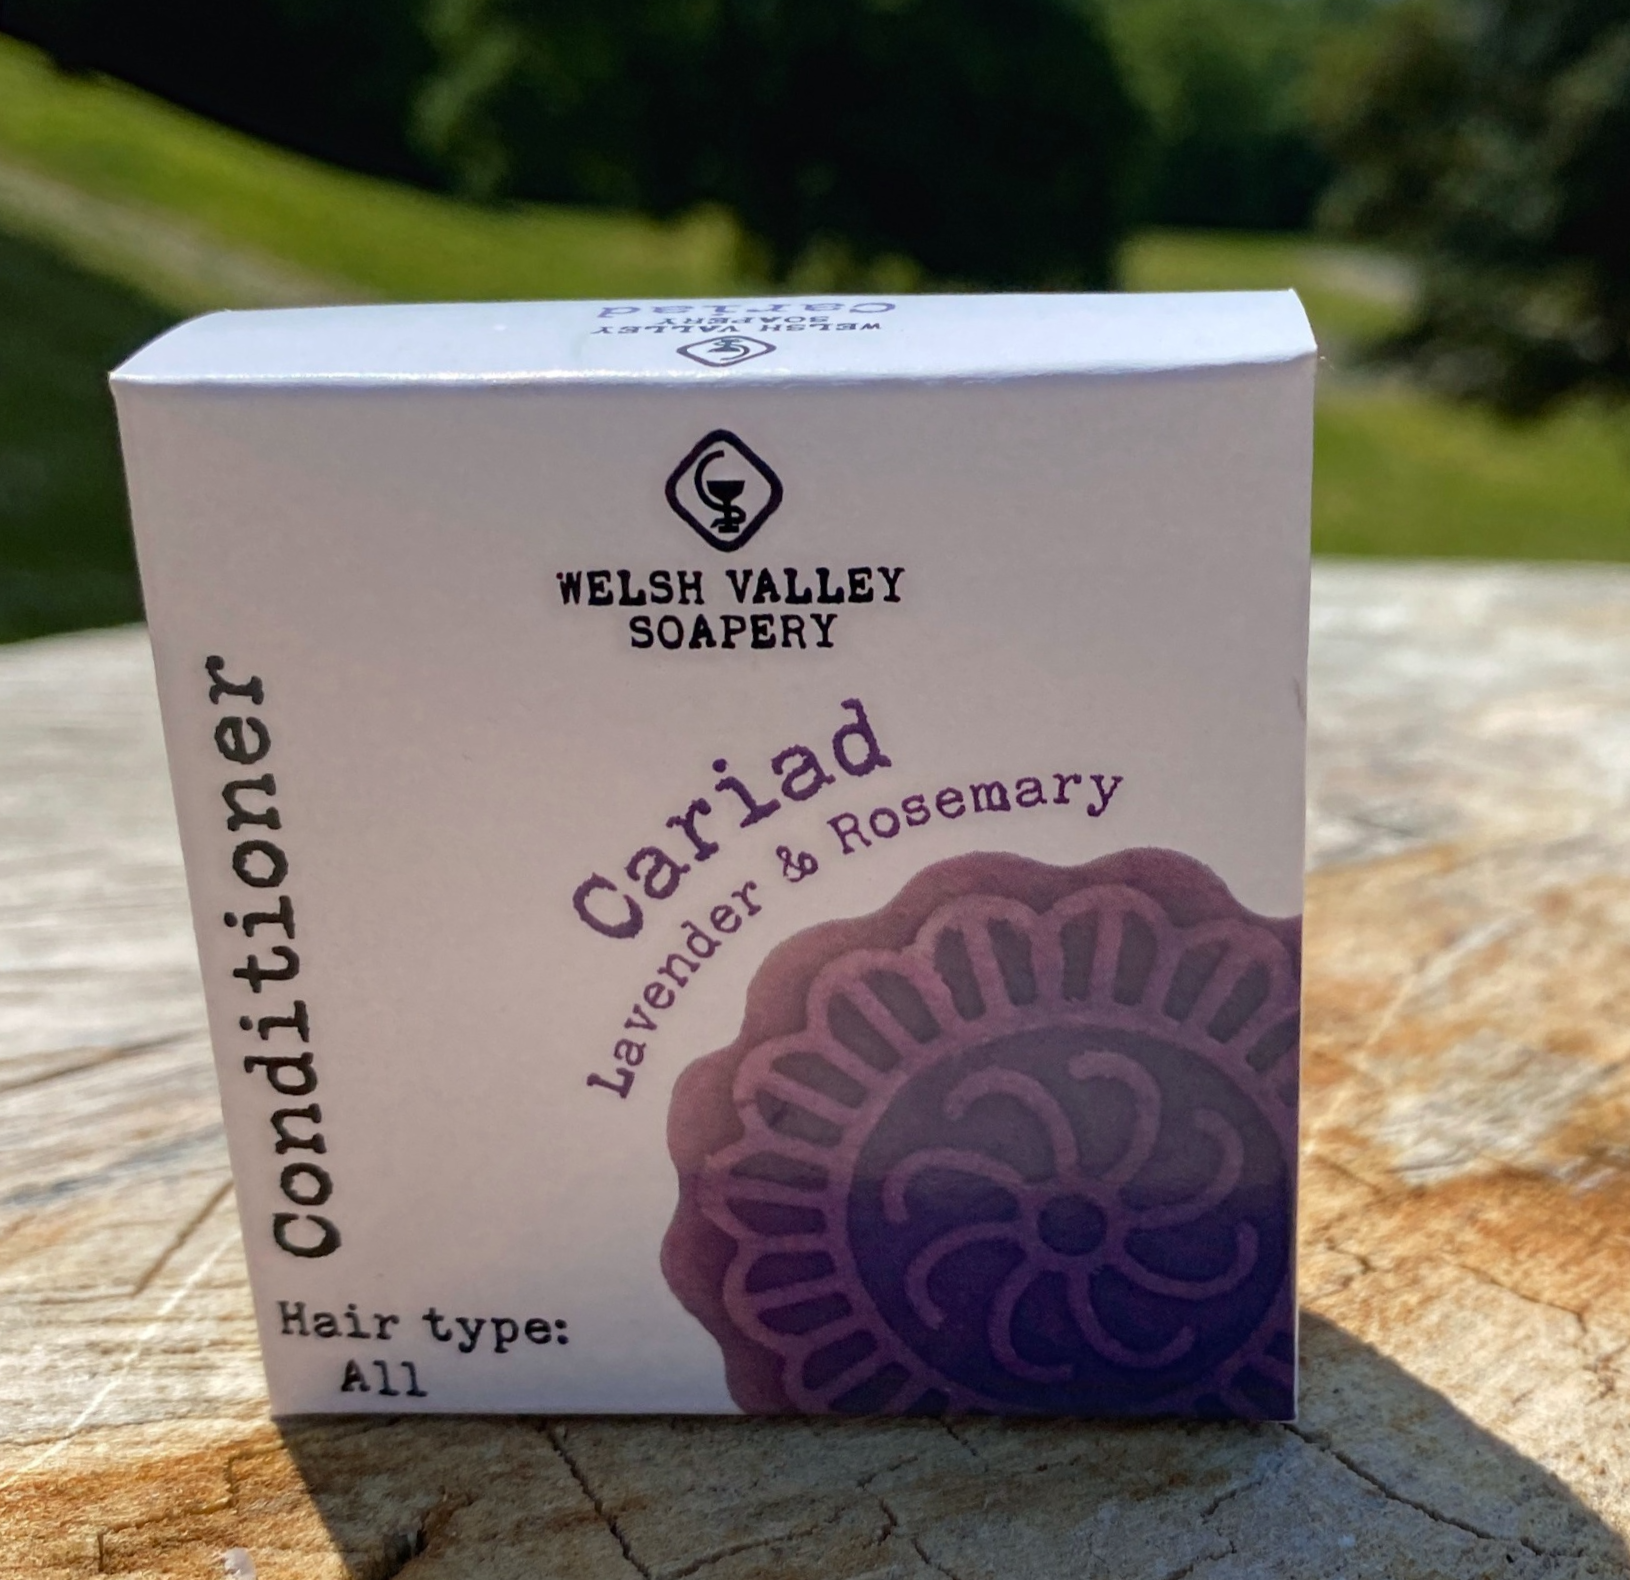 Cariad
WELSH VALLEY
SOAPERY
WELSH VALLEY
SOAPERY
Cariad
Lavender & Rosemary
Conditioner
Hair type:
All